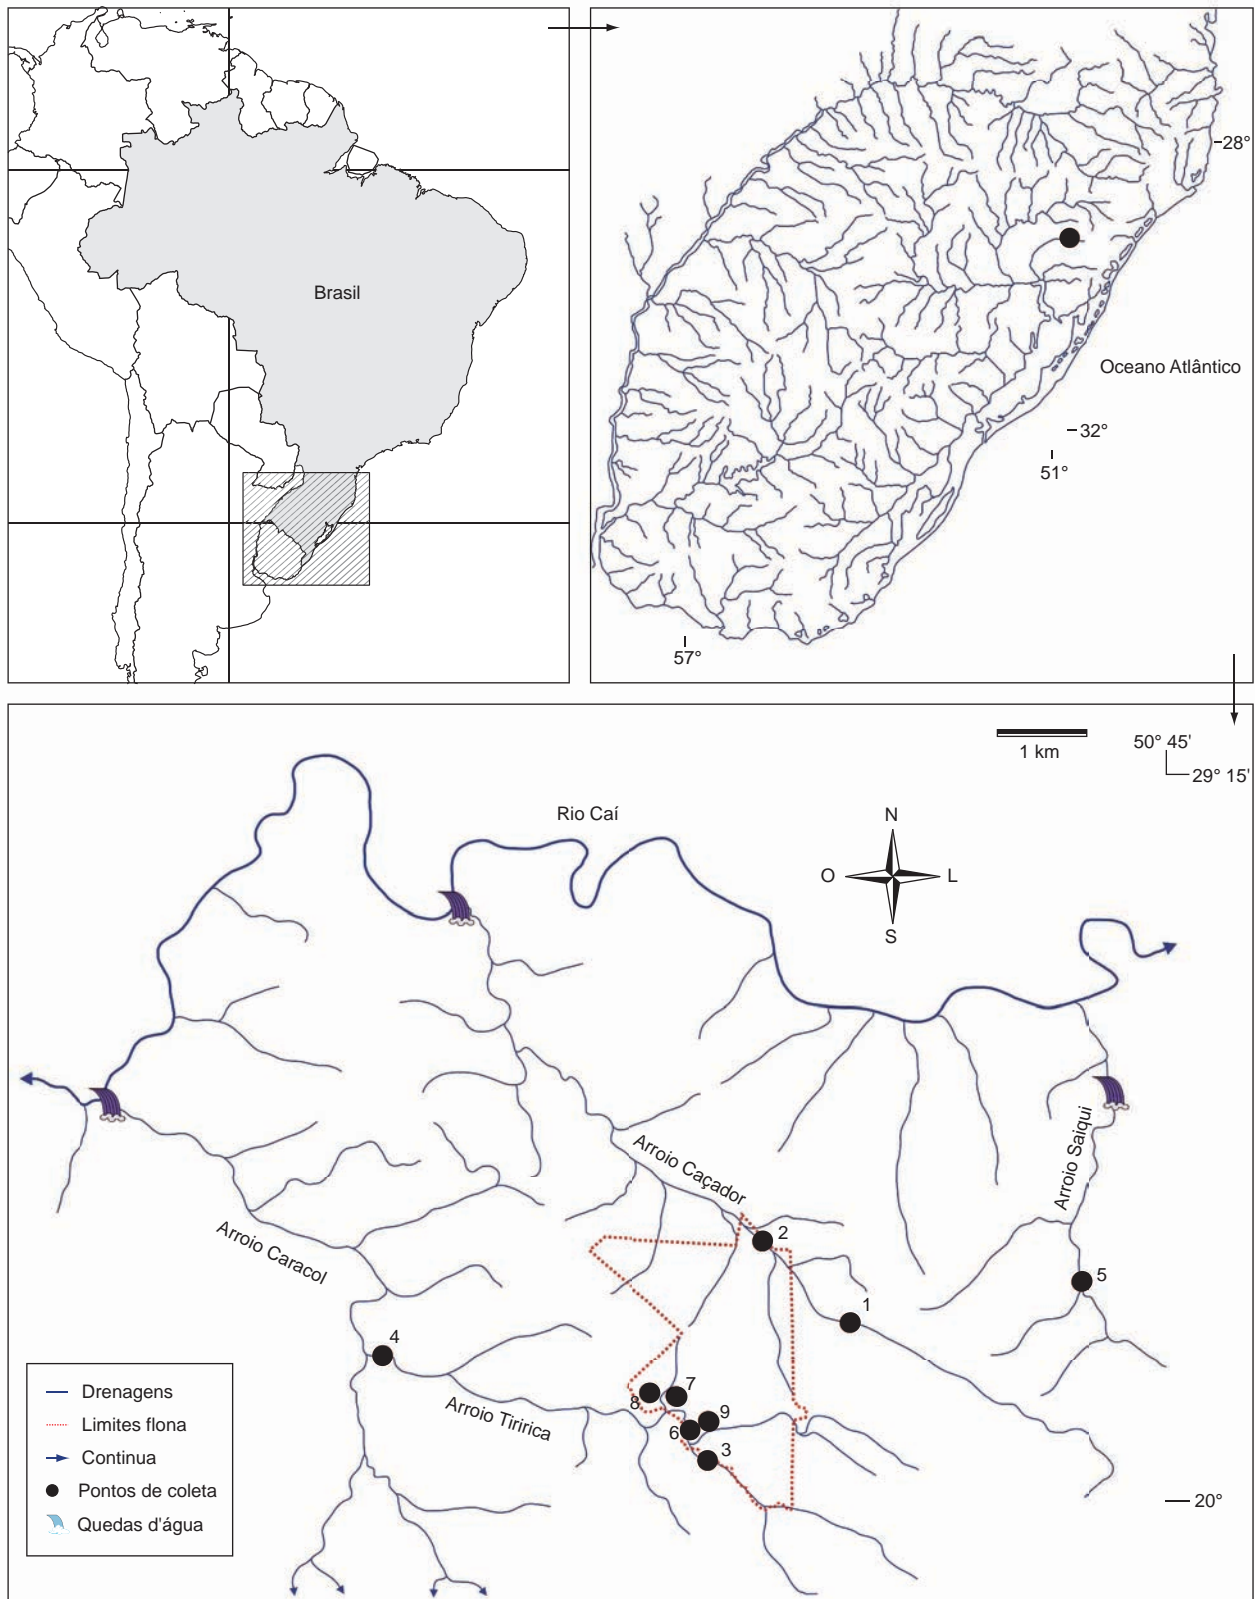 Brasil
28°
Oceano Atlântico
32°
51°
57°
1 km
50° 45'
29° 15'
Rio Caí
N
O
L
S
Arroio Caçador
Arroio Saiqui
Arroio Caracol
2
5
1
4
7
8
9
6
3
Arroio Tiririca
Drenagens
Limites flona
Continua
Pontos de coleta
Quedas d'água
20°